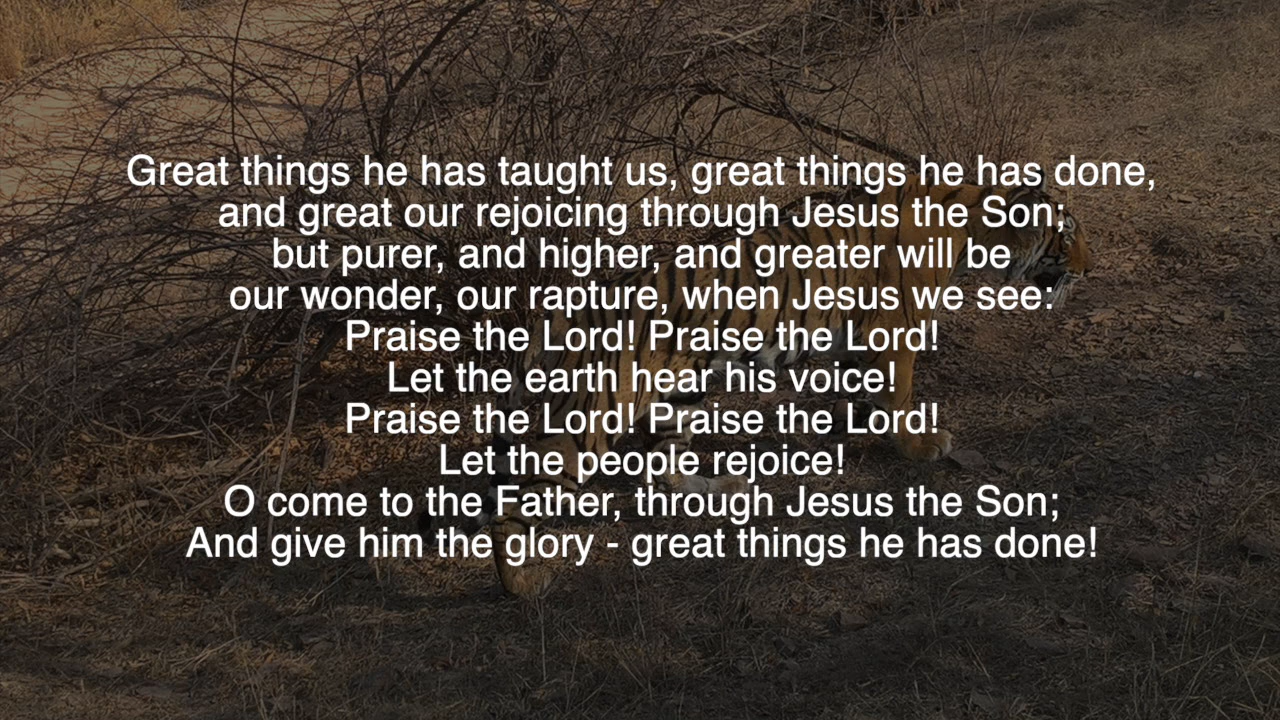 Great things he has taught us, great things he has done,
and great our rejoicing through Jesus the Son;
but purer, and higher, and greater will be
our wonder, our rapture, when Jesus we see:
Praise the Lord! Praise the Lord!
Let the earth hear his voice!
Praise the Lord! Praise the Lord!
Let the people rejoice!
O come to the Father, through Jesus the Son;
And give him the glory - great things he has done!